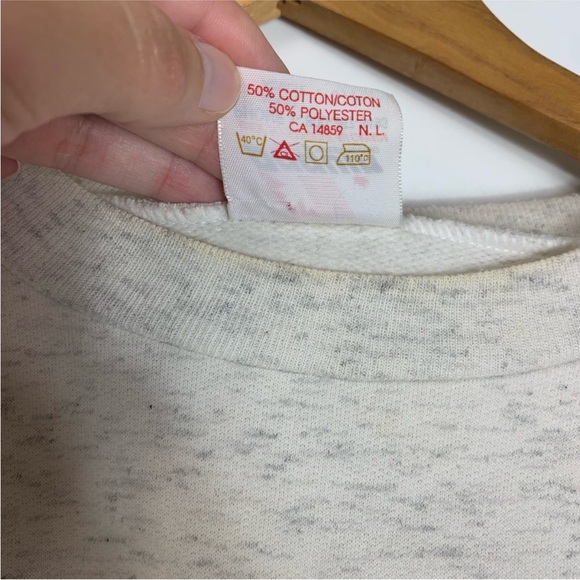 50% COTTON/COTON
50% POLYESTER
CA 14859 N. L.
40°C 110°C